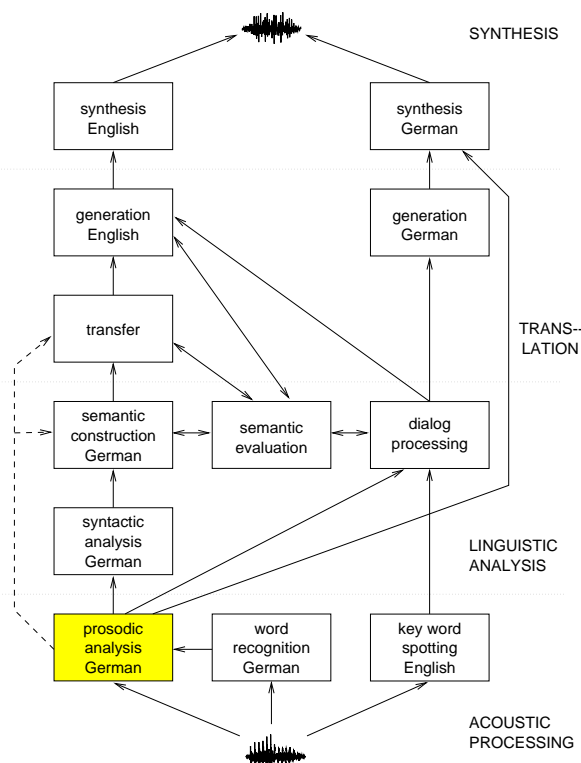 SYNTHESIS
synthesis
English
synthesis
German
generation
English
generation
German
transfer
TRANS--
LATION
semantic
construction
German
semantic
evaluation
dialog
processing
syntactic
analysis
German
LINGUISTIC
ANALYSIS
prosodic
analysis
German
word
recognition
German
key word
spotting
English
ACOUSTIC
PROCESSING